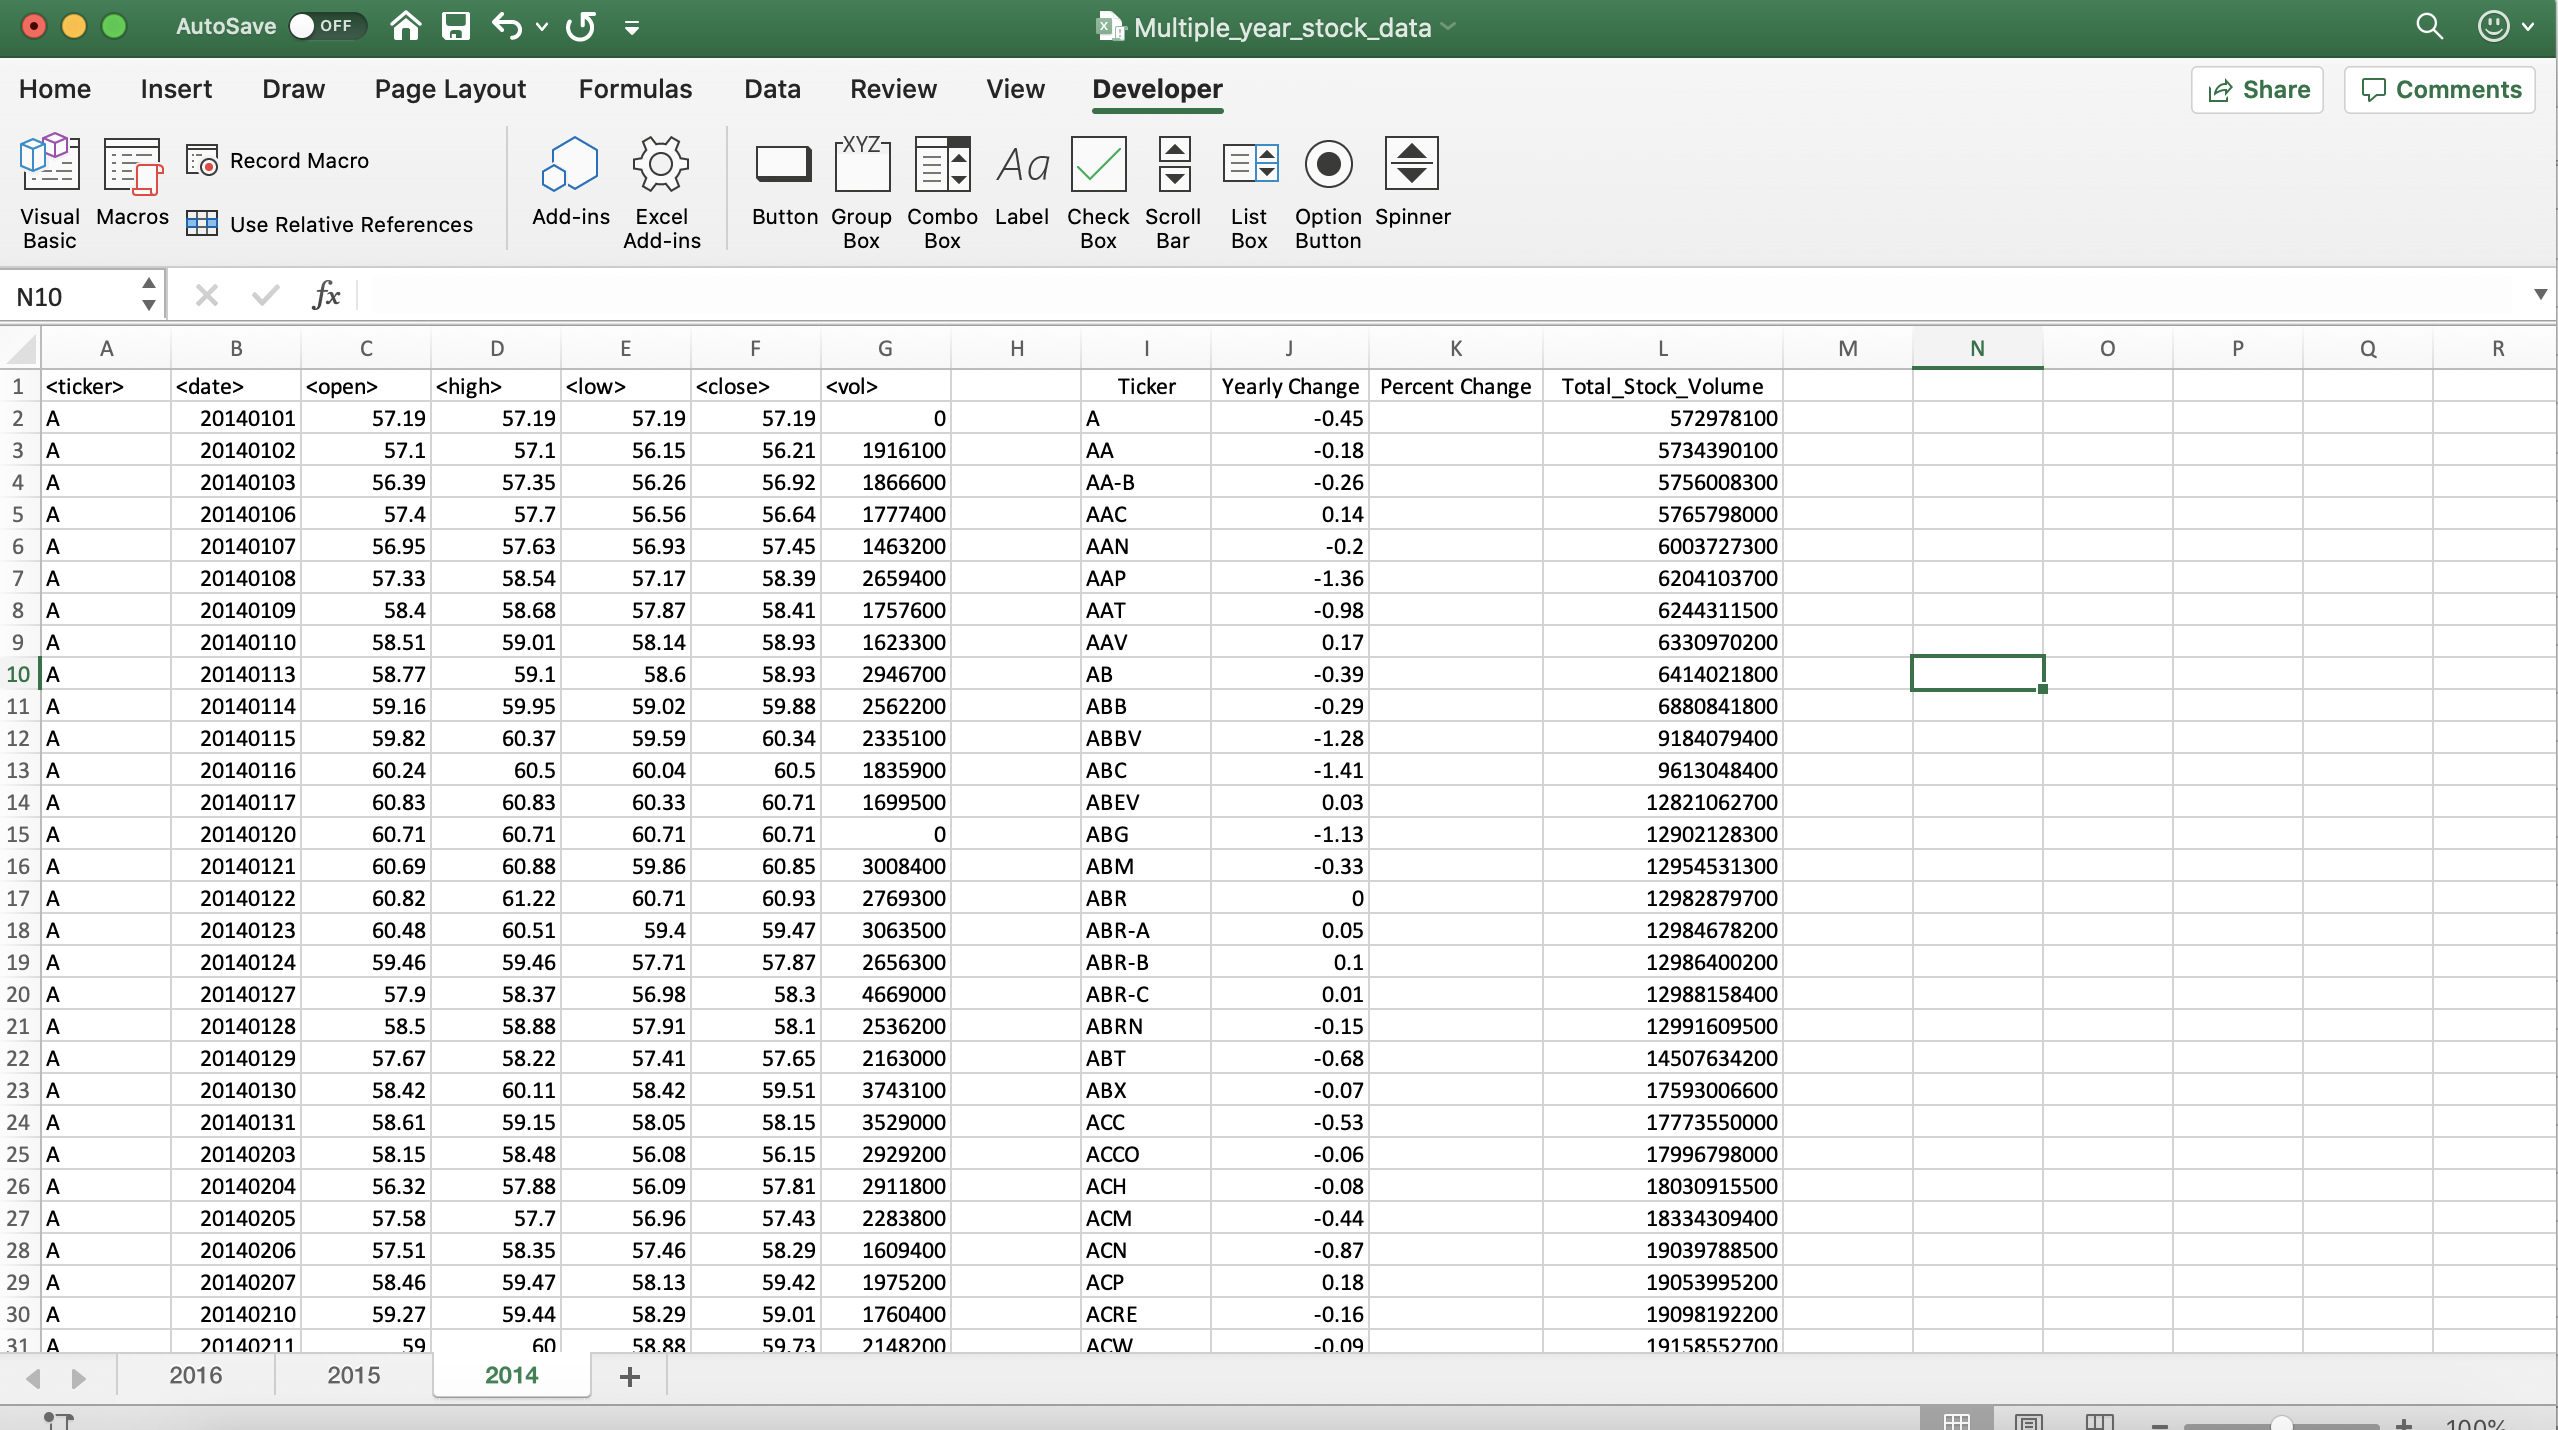 AutoSave OFF Multiple_year_stock_data
Home Insert Draw Page Layout Formulas Data Review View Developer Share Comments
Visual Basic Macros Record Macro Use Relative References Add-ins Excel Add-ins Button Group Box Combo Box Label Check Box Scroll Bar List Box Option Button Spinner
XYZ Aa
N10 fx
A B C D E F G H I J K L M N O P Q R
1 <ticker> <date> <open> <high> <low> <close> <vol> Ticker Yearly Change Percent Change Total_Stock_Volume
2 A 20140101 57.19 57.19 57.19 57.19 0 A -0.45 572978100
3 A 20140102 57.1 57.1 56.15 56.21 1916100 AA -0.18 5734390100
4 A 20140103 56.39 57.35 56.26 56.92 1866600 AA-B -0.26 5756008300
5 A 20140106 57.4 57.7 56.56 56.64 1777400 AAC 0.14 5765798000
6 A 20140107 56.95 57.63 56.93 57.45 1463200 AAN -0.2 6003727300
7 A 20140108 57.33 58.54 57.17 58.39 2659400 AAP -1.36 6204103700
8 A 20140109 58.4 58.68 57.87 58.41 1757600 AAT -0.98 6244311500
9 A 20140110 58.51 59.01 58.14 58.93 1623300 AAV 0.17 6330970200
10 A 20140113 58.77 59.1 58.6 58.93 2946700 AB -0.39 6414021800
11 A 20140114 59.16 59.95 59.02 59.88 2562200 ABB -0.29 6880841800
12 A 20140115 59.82 60.37 59.59 60.34 2335100 ABBV -1.28 9184079400
13 A 20140116 60.24 60.5 60.04 60.5 1835900 ABC -1.41 9613048400
14 A 20140117 60.83 60.83 60.33 60.71 1699500 ABEV 0.03 12821062700
15 A 20140120 60.71 60.71 60.71 60.71 0 ABG -1.13 12902128300
16 A 20140121 60.69 60.88 59.86 60.85 3008400 ABM -0.33 12954531300
17 A 20140122 60.82 61.22 60.71 60.93 2769300 ABR 0 12982879700
18 A 20140123 60.48 60.51 59.4 59.47 3063500 ABR-A 0.05 12984678200
19 A 20140124 59.46 59.46 57.71 57.87 2656300 ABR-B 0.1 12986400200
20 A 20140127 57.9 58.37 56.98 58.3 4669000 ABR-C 0.01 12988158400
21 A 20140128 58.5 58.88 57.91 58.1 2536200 ABRN -0.15 12991609500
22 A 20140129 57.67 58.22 57.41 57.65 2163000 ABT -0.68 14507634200
23 A 20140130 58.42 60.11 58.42 59.51 3743100 ABX -0.07 17593006600
24 A 20140131 58.61 59.15 58.05 58.15 3529000 ACC -0.53 17773550000
25 A 20140203 58.15 58.48 56.08 56.15 2929200 ACCO -0.06 17996798000
26 A 20140204 56.32 57.88 56.09 57.81 2911800 ACH -0.08 18030915500
27 A 20140205 57.58 57.7 56.96 57.43 2283800 ACM -0.44 18334309400
28 A 20140206 57.51 58.35 57.46 58.29 1609400 ACN -0.87 19039788500
29 A 20140207 58.46 59.47 58.13 59.42 1975200 ACP 0.18 19053995200
30 A 20140210 59.27 59.44 58.29 59.01 1760400 ACRE -0.16 19098192200
31 A 20140211 59 60 58.88 59.73 2148200 ACW -0.09 19158552700
2016 2015 2014 +
100%